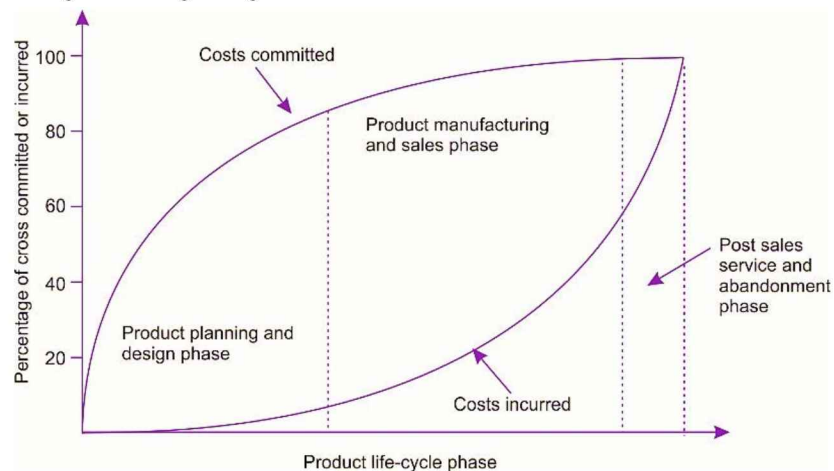 Percentage of cross committed or incurred
100
80
60
40
20
Costs committed
Product manufacturing
and sales phase
Product planning and
design phase
Post sales
service and
abandonment
phase
Costs incurred
Product life-cycle phase